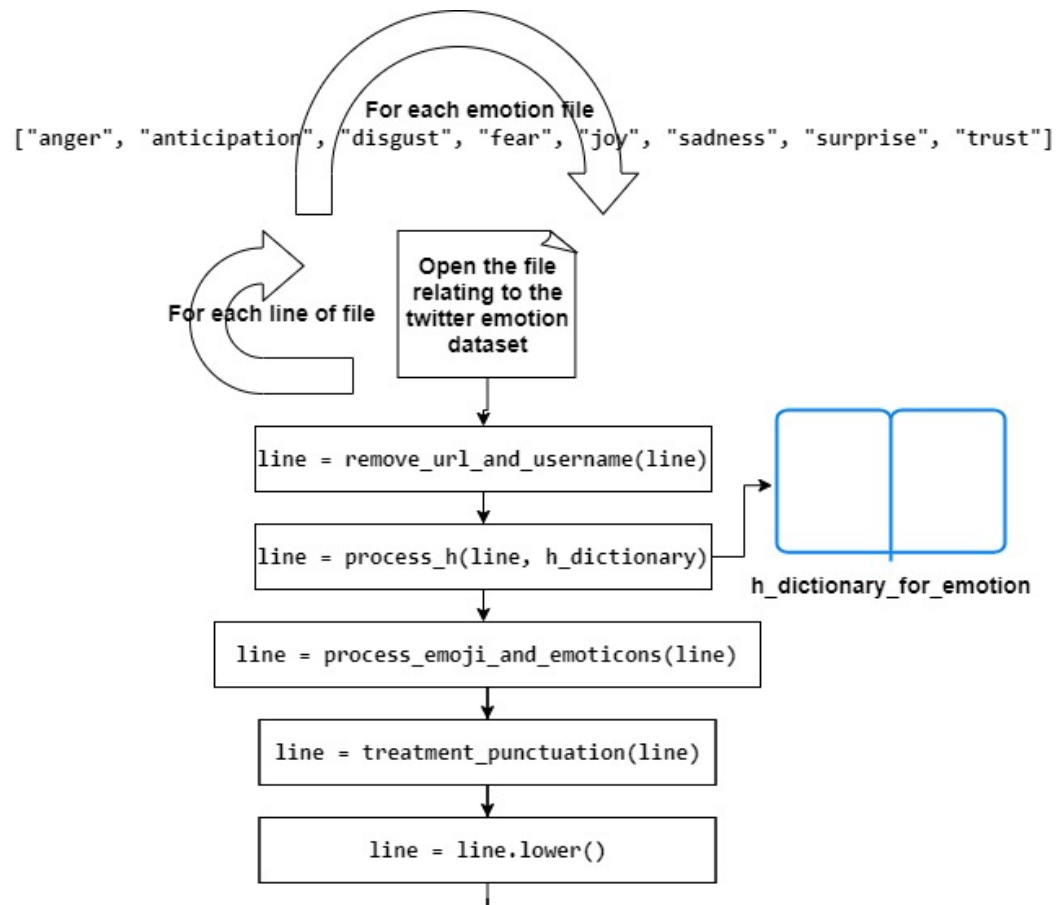 For each emotion file
["anger", "anticipation", "disgust", "fear", "joy", "sadness", "surprise", "trust"]
For each line of file
Open the file
relating to the
twitter emotion
dataset
line = remove_url_and_username(line)
line = process_h(line, h_dictionary)
h_dictionary_for_emotion
line = process_emoji_and_emoticons(line)
line = treatment_punctuation(line)
line = line.lower()